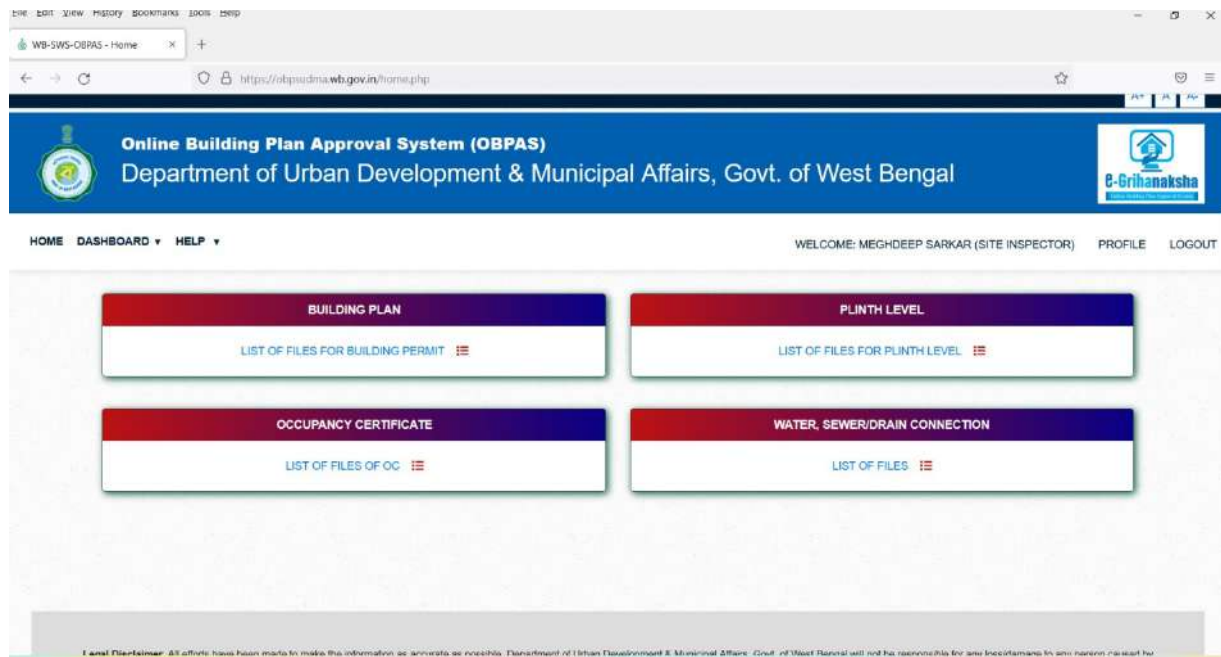 File Edit View History Bookmarks Tools Help
WB-SWS-OBPAS - Home × +
https://obpsudma.wb.gov.in/home.php
A+ A A-
Online Building Plan Approval System (OBPAS)
Department of Urban Development & Municipal Affairs, Govt. of West Bengal
e-Grihanaksha
HOME DASHBOARD ▾ HELP ▾ WELCOME: MEGHDEEP SARKAR (SITE INSPECTOR) PROFILE LOGOUT
BUILDING PLAN
LIST OF FILES FOR BUILDING PERMIT
PLINTH LEVEL
LIST OF FILES FOR PLINTH LEVEL
OCCUPANCY CERTIFICATE
LIST OF FILES OF OC
WATER, SEWER/DRAIN CONNECTION
LIST OF FILES
Legal Disclaimer: All efforts have been made to make the information as accurate as possible. Department of Urban Development & Municipal Affairs, Govt. of West Bengal will not be responsible for any loss/damage to any person caused by